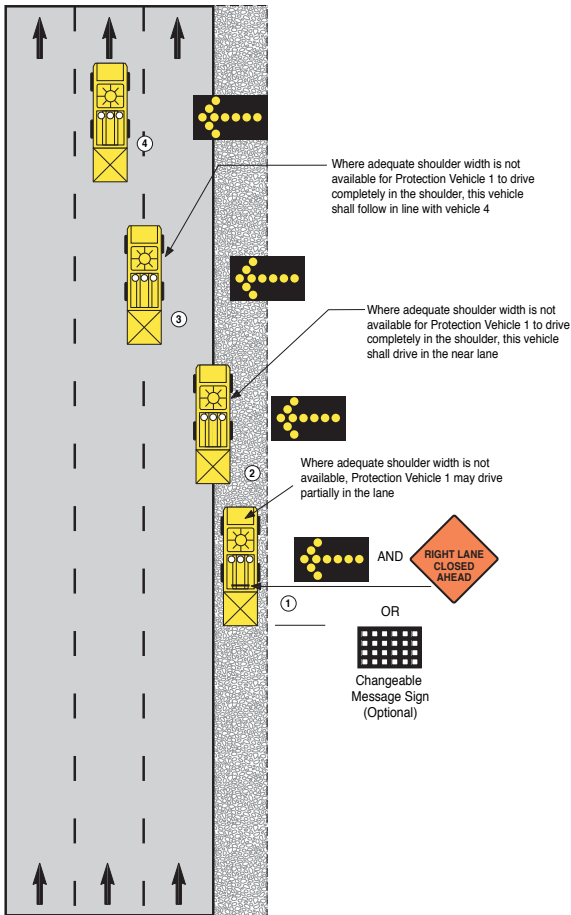 4
Where adequate shoulder width is not
available for Protection Vehicle 1 to drive
completely in the shoulder, this vehicle
shall follow in line with vehicle 4
3
Where adequate shoulder width is not
available for Protection Vehicle 1 to drive
completely in the shoulder, this vehicle
shall drive in the near lane
2
Where adequate shoulder width is not
available, Protection Vehicle 1 may drive
partially in the lane
AND
RIGHT LANE
CLOSED
AHEAD
1
OR
Changeable
Message Sign
(Optional)